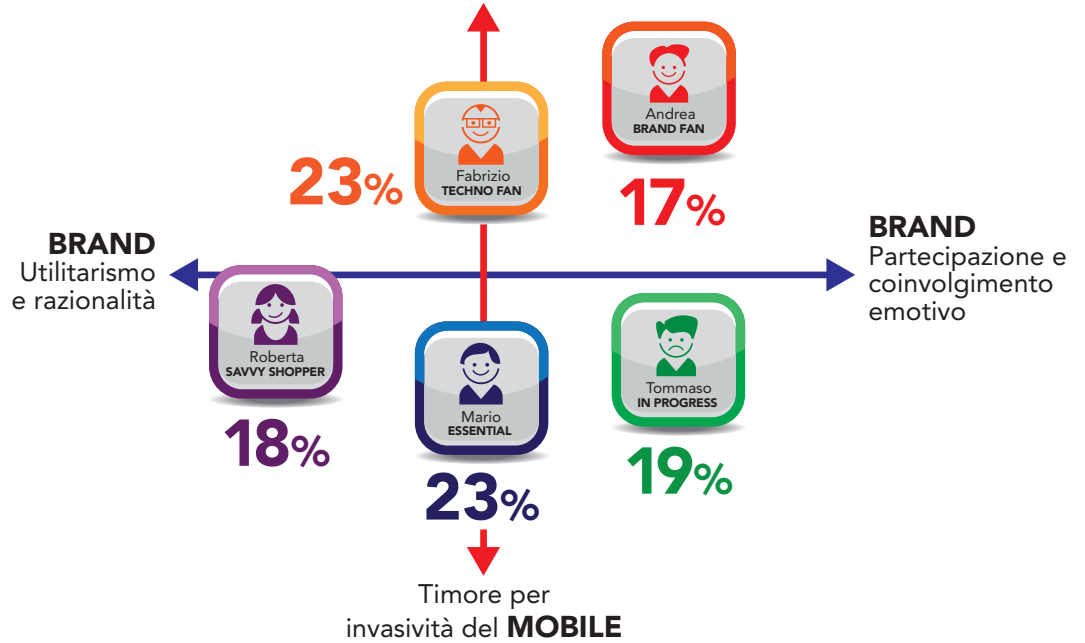 Andrea
BRAND FAN
17%
Fabrizio
TECHNO FAN
23%
BRAND
Utilitarismo
e razionalità
BRAND
Partecipazione e
coinvolgimento
emotivo
Roberta
SAVVY SHOPPER
18%
Mario
ESSENTIAL
23%
Tommaso
IN PROGRESS
19%
Timore per
invasività del MOBILE